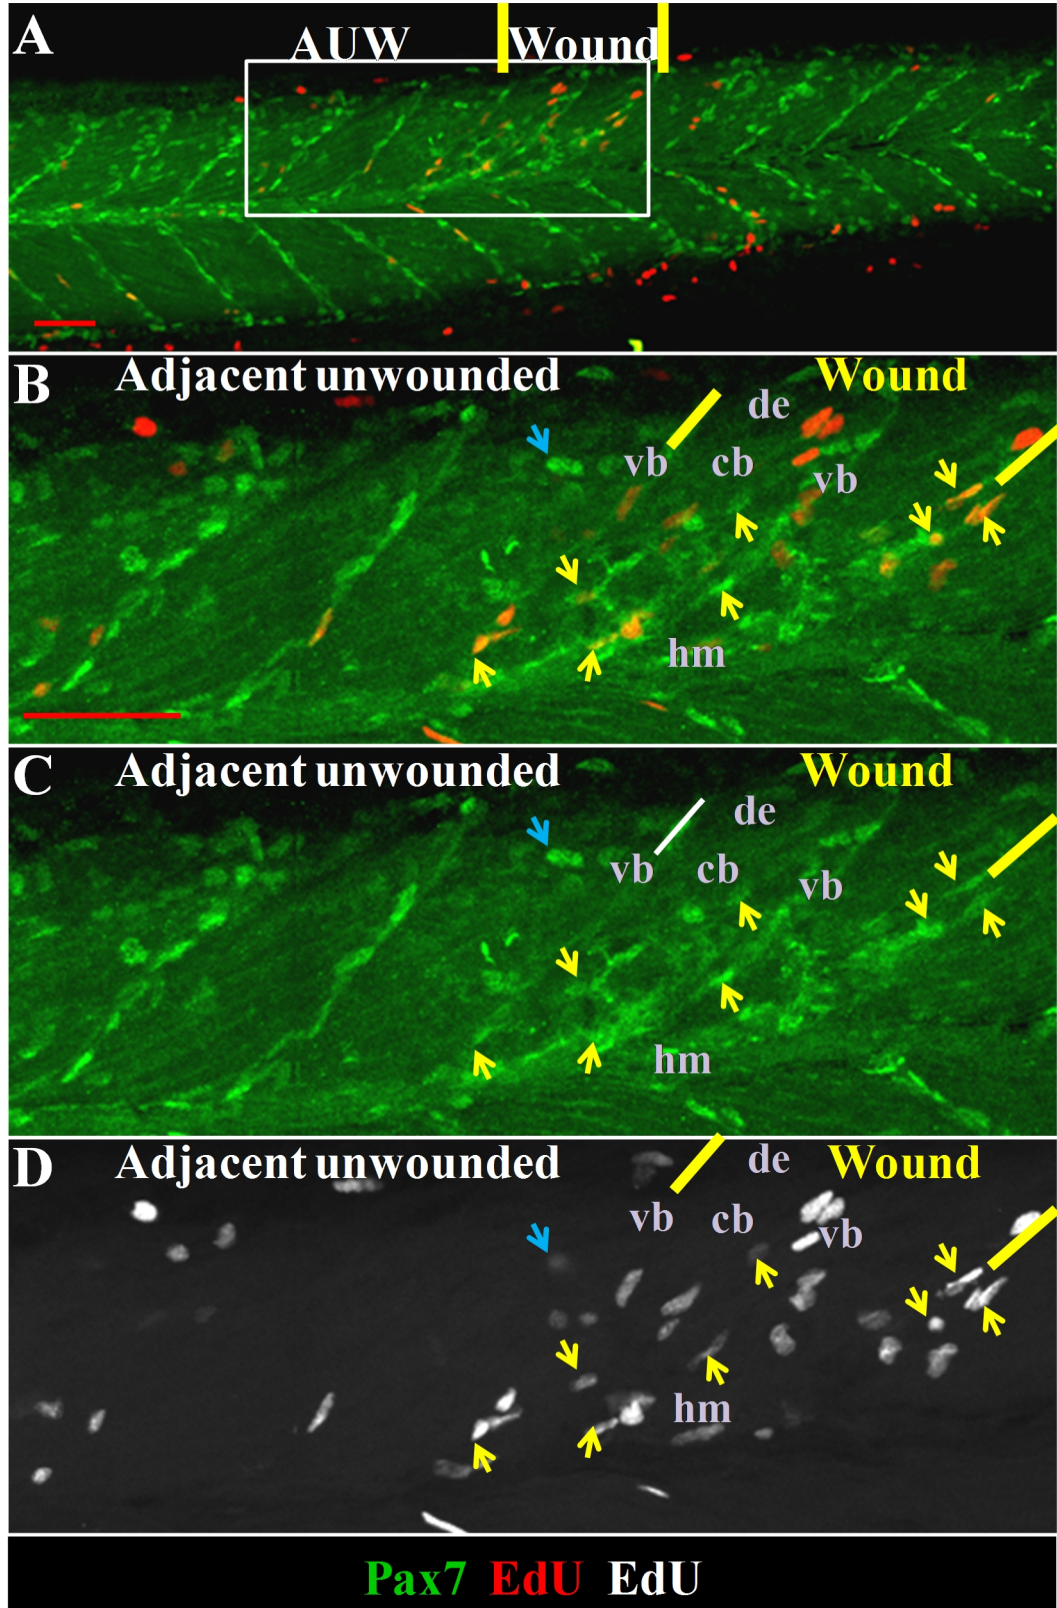 A AUW Wound
B Adjacent unwounded Wound
de
vb cb vb
hm
C Adjacent unwounded Wound
de
vb cb vb
hm
D Adjacent unwounded de Wound
vb cb vb
hm
Pax7 EdU EdU